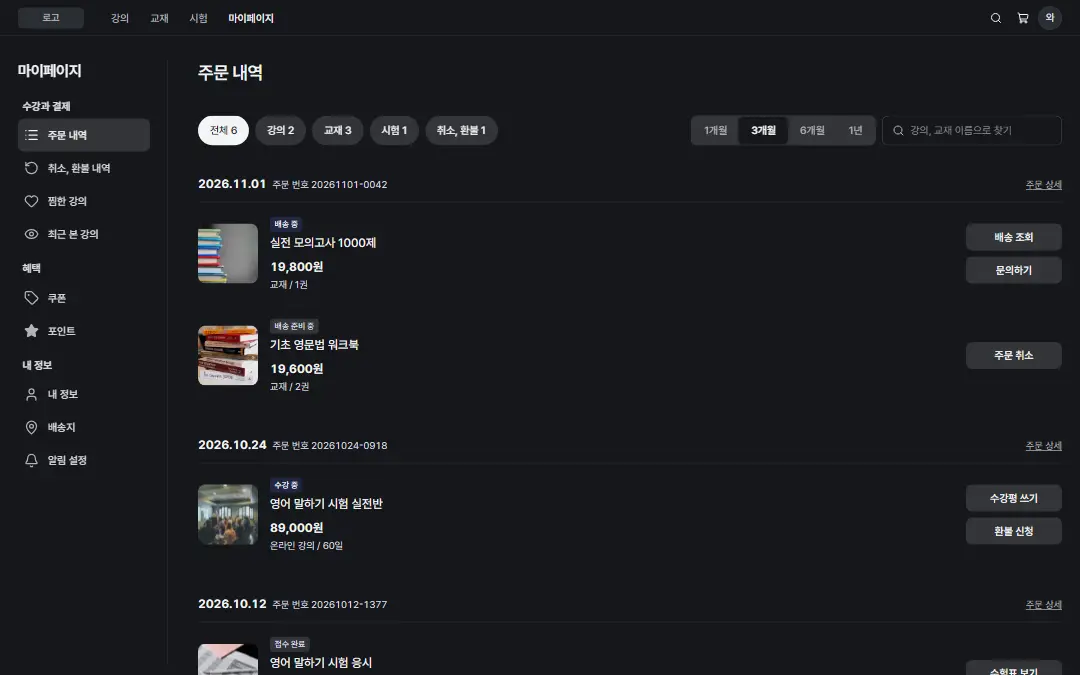 로고
강의
교재
시험
마이페이지
와
마이페이지
수강과 결제
주문 내역
취소, 환불 내역
찜한 강의
최근 본 강의
혜택
쿠폰
포인트
내 정보
내 정보
배송지
알림 설정
주문 내역
전체 6
강의 2
교재 3
시험 1
취소, 환불 1
1개월
3개월
6개월
1년
강의, 교재 이름으로 찾기
2026.11.01 주문 번호 20261101-0042
주문 상세
배송 중
실전 모의고사 1000제
19,800원
교재 / 1권
배송 조회
문의하기
배송 준비 중
기초 영문법 워크북
19,600원
교재 / 2권
주문 취소
2026.10.24 주문 번호 20261024-0918
주문 상세
수강 중
영어 말하기 시험 실전반
89,000원
온라인 강의 / 60일
수강평 쓰기
환불 신청
2026.10.12 주문 번호 20261012-1377
주문 상세
접수 완료
영어 말하기 시험 응시
수험표 보기